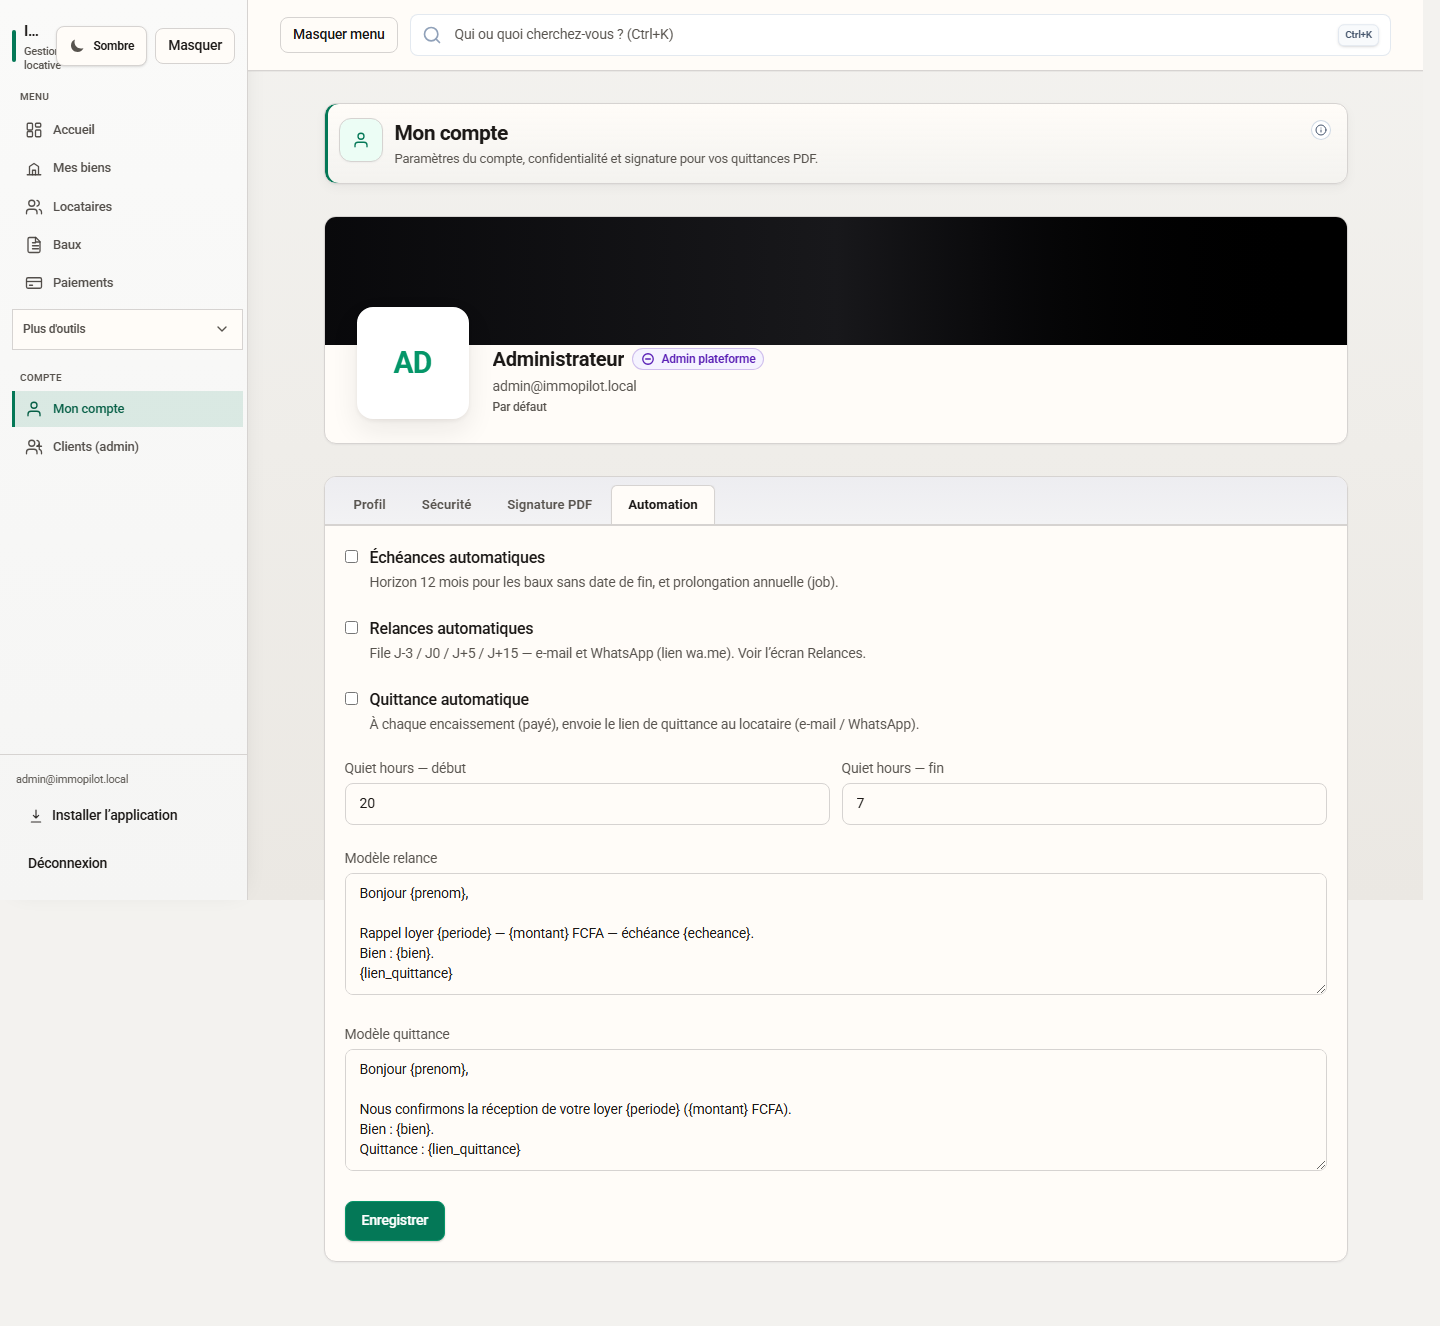 I...
Gestion
locative
Sombre
Masquer
MENU
Accueil
Mes biens
Locataires
Baux
Paiements
Plus d'outils
COMPTE
Mon compte
Clients (admin)
admin@immopilot.local
Installer l’application
Déconnexion
Masquer menu
Qui ou quoi cherchez-vous ? (Ctrl+K)
Ctrl+K
Mon compte
Paramètres du compte, confidentialité et signature pour vos quittances PDF.
AD
Administrateur
Admin plateforme
admin@immopilot.local
Par défaut
Profil
Sécurité
Signature PDF
Automation
Échéances automatiques
Horizon 12 mois pour les baux sans date de fin, et prolongation annuelle (job).
Relances automatiques
File J-3 / J0 / J+5 / J+15 — e-mail et WhatsApp (lien wa.me). Voir l’écran Relances.
Quittance automatique
À chaque encaissement (payé), envoie le lien de quittance au locataire (e-mail / WhatsApp).
Quiet hours — début
Quiet hours — fin
20
7
Modèle relance
Bonjour {prenom},
Rappel loyer {periode} — {montant} FCFA — échéance {echeance}.
Bien : {bien}.
{lien_quittance}
Modèle quittance
Bonjour {prenom},
Nous confirmons la réception de votre loyer {periode} ({montant} FCFA).
Bien : {bien}.
Quittance : {lien_quittance}
Enregistrer